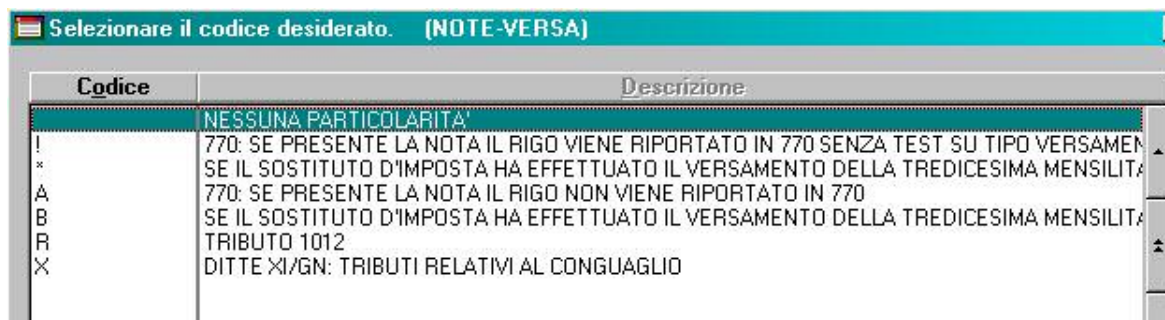 Selezionare il codice desiderato. (NOTE-VERSA)
Codice Descrizione
NESSUNA PARTICOLARITA'
! 770: SE PRESENTE LA NOTA IL RIGO VIENE RIPORTATO IN 770 SENZA TEST SU TIPO VERSAMEN
* SE IL SOSTITUTO D'IMPOSTA HA EFFETTUATO IL VERSAMENTO DELLA TREDICESIMA MENSILITA
A 770: SE PRESENTE LA NOTA IL RIGO NON VIENE RIPORTATO IN 770
B SE IL SOSTITUTO D'IMPOSTA HA EFFETTUATO IL VERSAMENTO DELLA TREDICESIMA MENSILITA
R TRIBUTO 1012
X DITTE XI/GN: TRIBUTI RELATIVI AL CONGUAGLIO